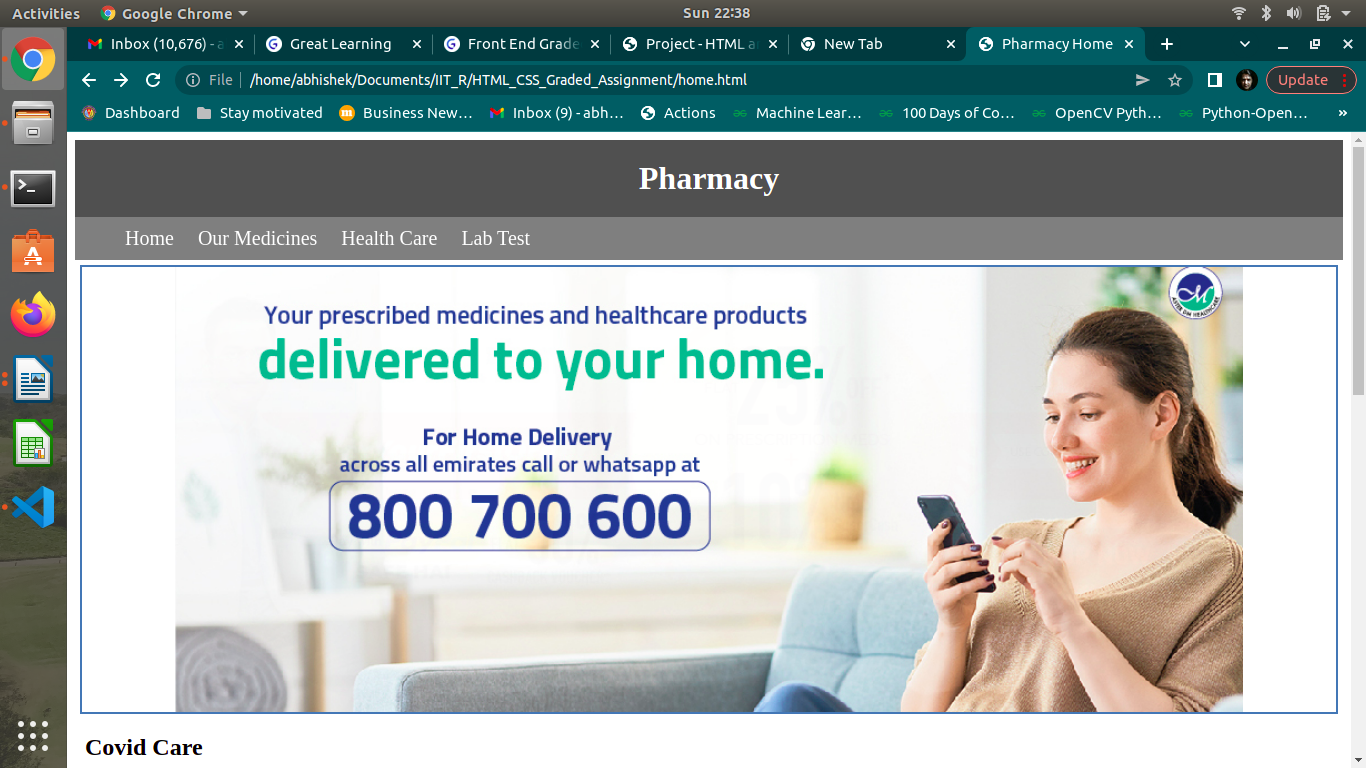 Activities Google Chrome Sun 22:38
Inbox (10,676) - a Great Learning Front End Grade Project - HTML a New Tab Pharmacy Home
File /home/abhishek/Documents/IIT_R/HTML_CSS_Graded_Assignment/home.html Update
Dashboard Stay motivated Business New... Inbox (9) - abh... Actions Machine Lear... 100 Days of Co... OpenCV Pyth... Python-Open... »
Pharmacy
Home Our Medicines Health Care Lab Test
Your prescribed medicines and healthcare products
delivered to your home.
For Home Delivery
across all emirates call or whatsapp at
800 700 600
Covid Care